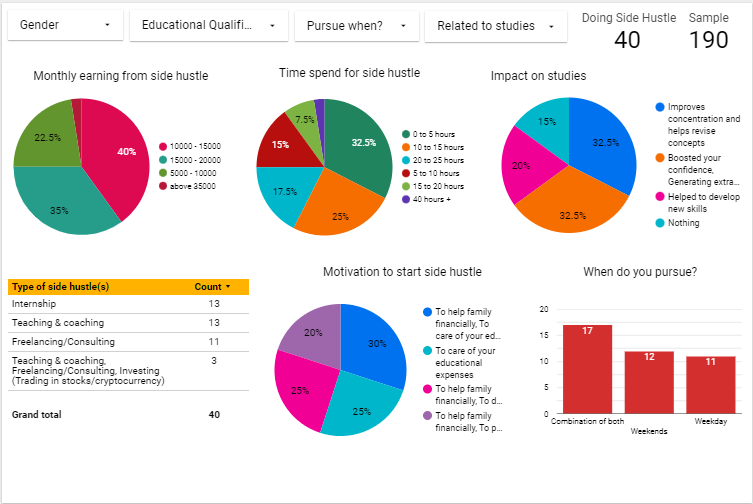 Gender
Educational Qualifi...
Pursue when?
Related to studies
Doing Side Hustle
40
Sample
190
Monthly earning from side hustle
40%
35%
22.5%
10000 - 15000
15000 - 20000
5000 - 10000
above 35000
Time spend for side hustle
32.5%
25%
17.5%
15%
7.5%
0 to 5 hours
10 to 15 hours
20 to 25 hours
5 to 10 hours
15 to 20 hours
40 hours +
Impact on studies
32.5%
32.5%
20%
15%
Improves
concentration and
helps revise
concepts
Boosted your
confidence,
Generating extra...
Helped to develop
new skills
Nothing
Type of side hustle(s) Count
Internship 13
Teaching & coaching 13
Freelancing/Consulting 11
Teaching & coaching, 3
Freelancing/Consulting, Investing
(Trading in stocks/cryptocurrency)
Grand total 40
Motivation to start side hustle
30%
25%
25%
20%
To help family
financially, To
care of your ed...
To care of your
educational
expenses
To help family
financially, To d...
To help family
financially, To p...
When do you pursue?
20
15
10
5
0
17
12
11
Combination of both
Weekends
Weekday